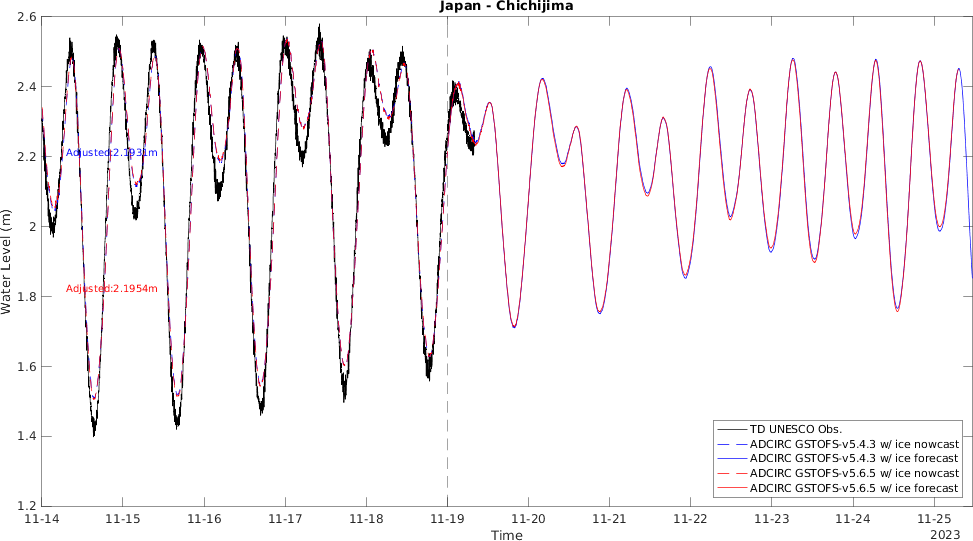 Japan - Chichijima
2.6
2.4
2.2
2
1.8
1.6
1.4
1.2
Water Level (m)
Adjusted:2.1931m
Adjusted:2.1954m
TD UNESCO Obs.
ADCIRC GSTOFS-v5.4.3 w/ ice nowcast
ADCIRC GSTOFS-v5.4.3 w/ ice forecast
ADCIRC GSTOFS-v5.6.5 w/ ice nowcast
ADCIRC GSTOFS-v5.6.5 w/ ice forecast
11-14 11-15 11-16 11-17 11-18 11-19 11-20 11-21 11-22 11-23 11-24 11-25
Time
2023